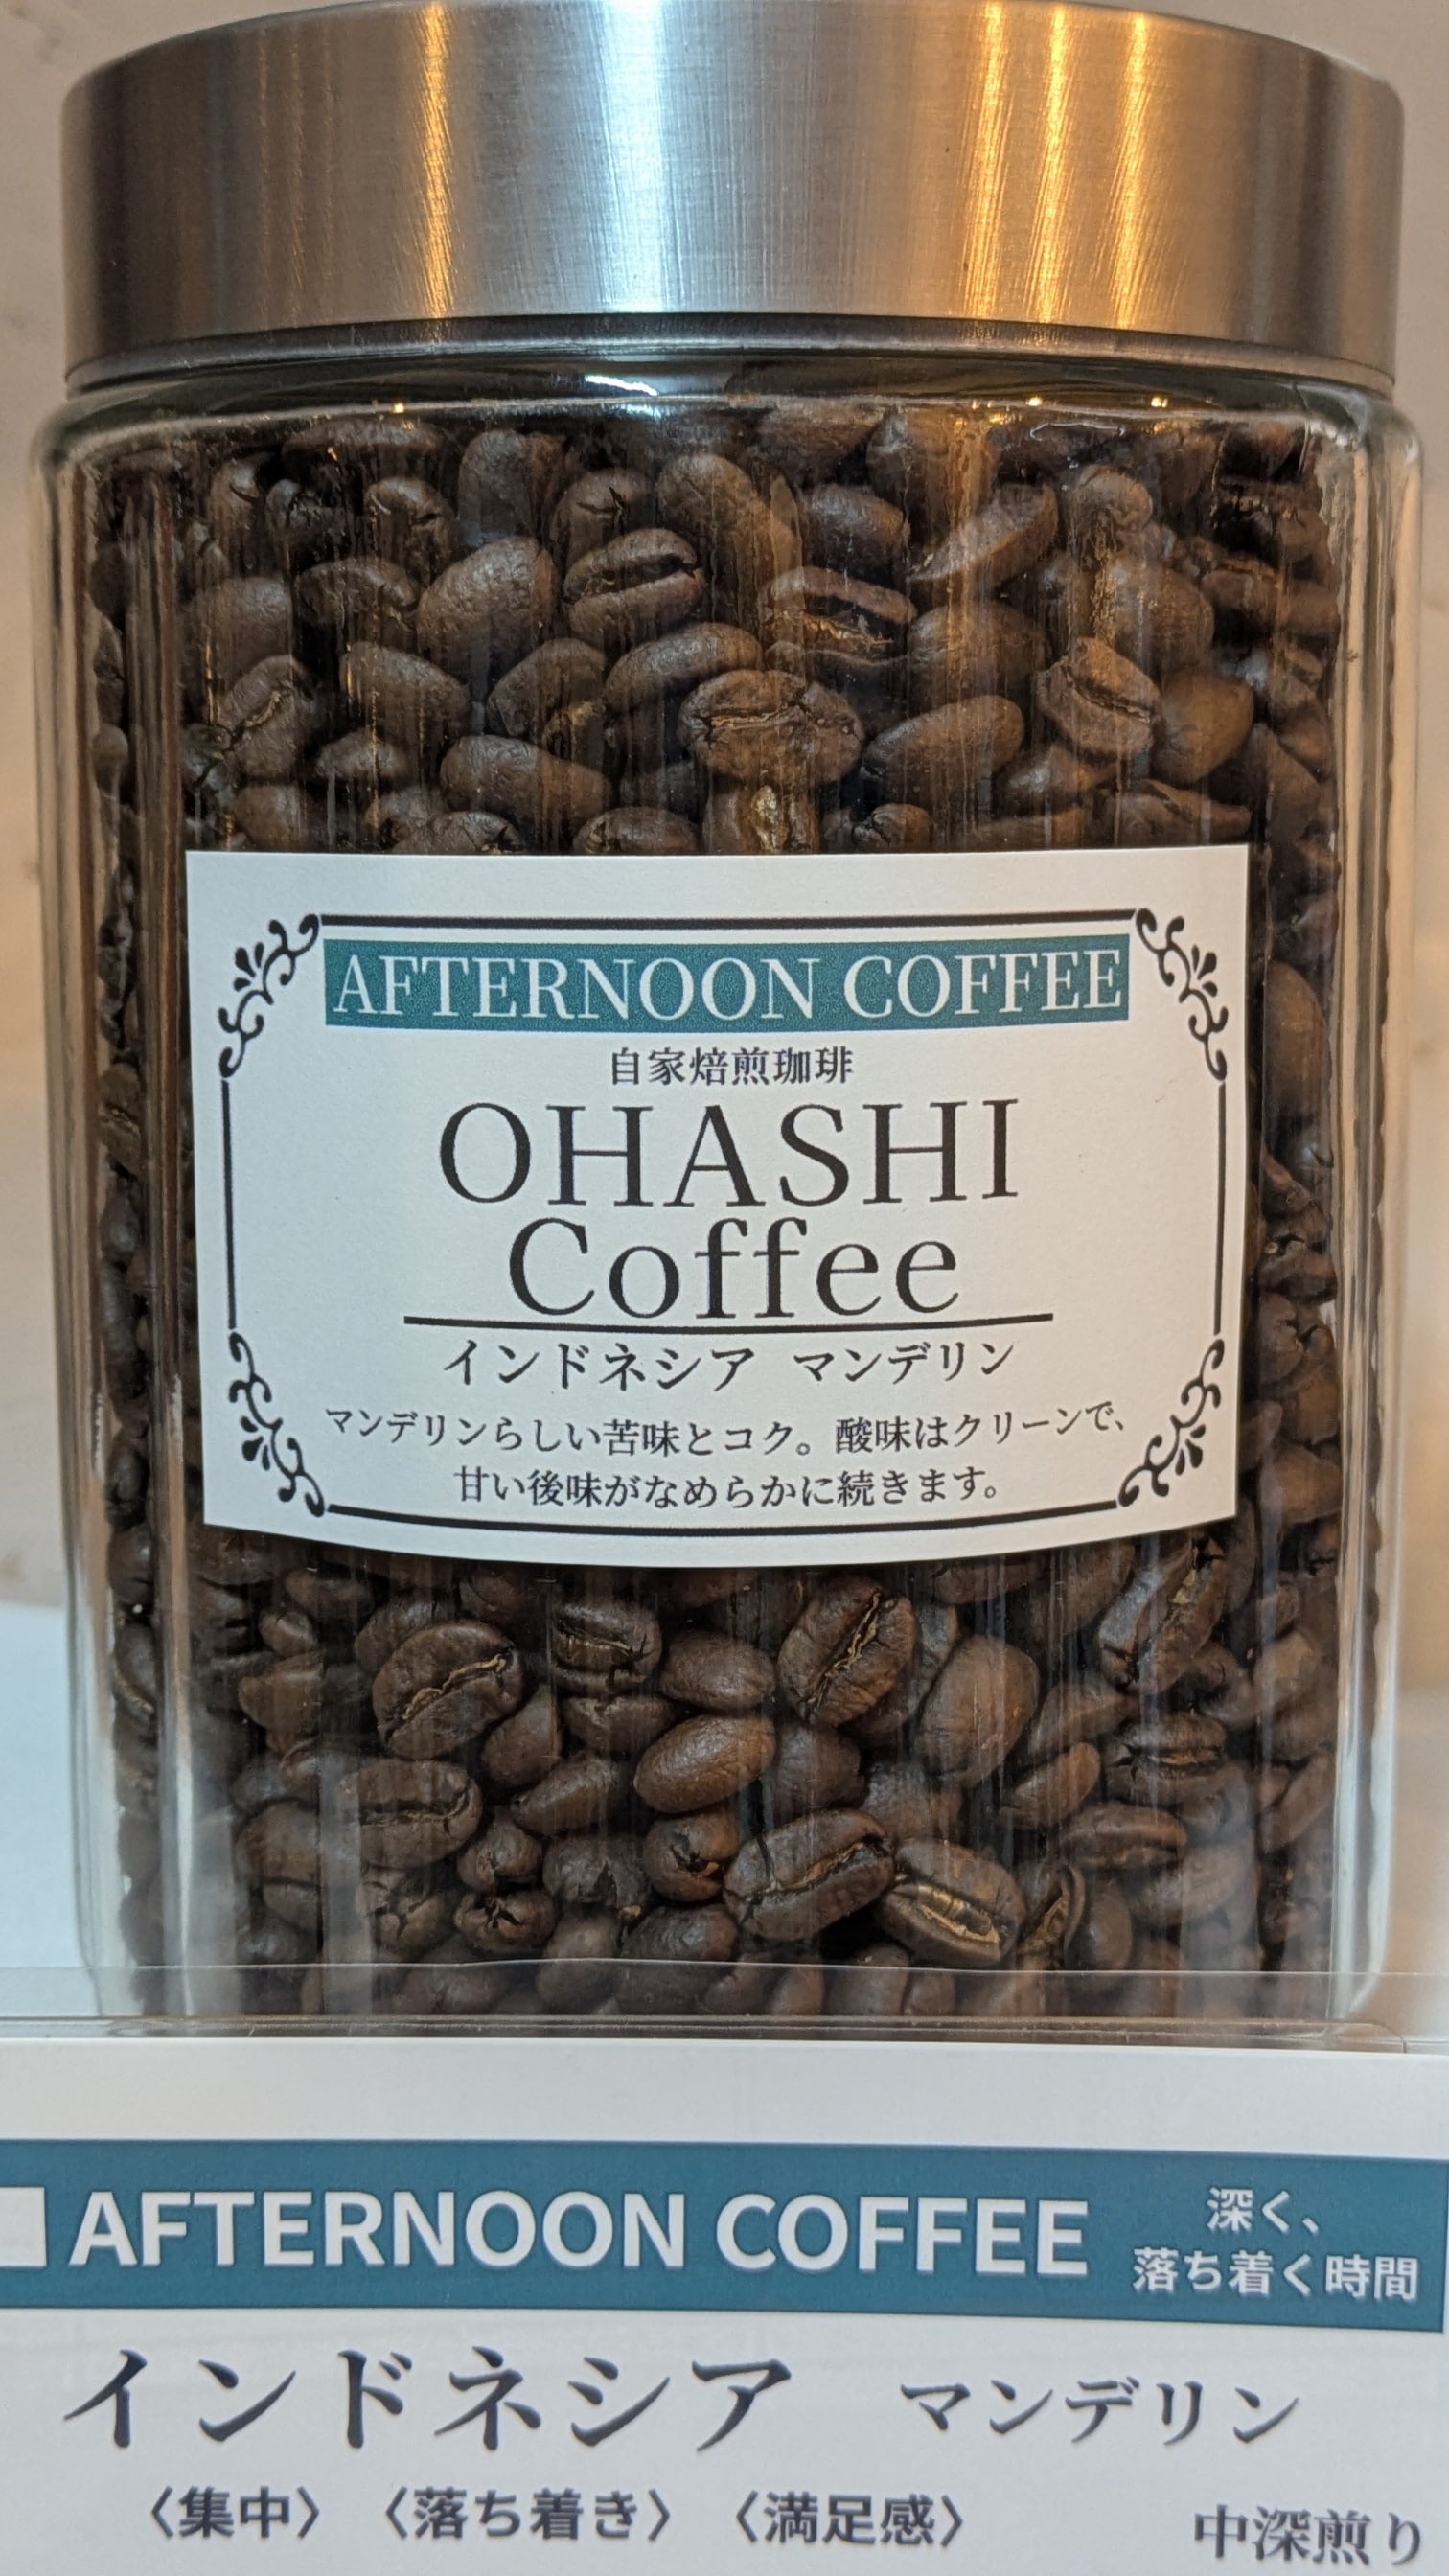 AFTERNOON COFFEE
自家焙煎珈琲
OHASHI
Coffee
インドネシア マンデリン
マンデリンらしい苦味とコク。酸味はクリーンで、
甘い後味がなめらかに続きます。
AFTERNOON COFFEE
深く、
落ち着く時間
インドネシア マンデリン
〈集中〉〈落ち着き〉〈満足感〉 中深煎り